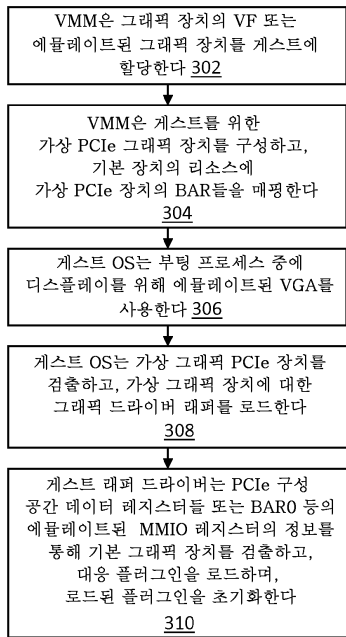 VMM은 그래픽 장치의 VF 또는
에뮬레이트된 그래픽 장치를 게스트에
할당한다 302
VMM은 게스트를 위한
가상 PCIe 그래픽 장치를 구성하고,
기본 장치의 리소스에
가상 PCIe 장치의 BAR들을 매핑한다
304
게스트 OS는 부팅 프로세스 중에
디스플레이를 위해 에뮬레이트된 VGA를
사용한다 306
게스트 OS는 가상 그래픽 PCIe 장치를
검출하고, 가상 그래픽 장치에 대한
그래픽 드라이버 래퍼를 로드한다
308
게스트 래퍼 드라이버는 PCIe 구성
공간 데이터 레지스터들 또는 BAR0 등의
에뮬레이트된 MMIO 레지스터의 정보를
통해 기본 그래픽 장치를 검출하고,
대응 플러그인을 로드하며,
로드된 플러그인을 초기화한다
310